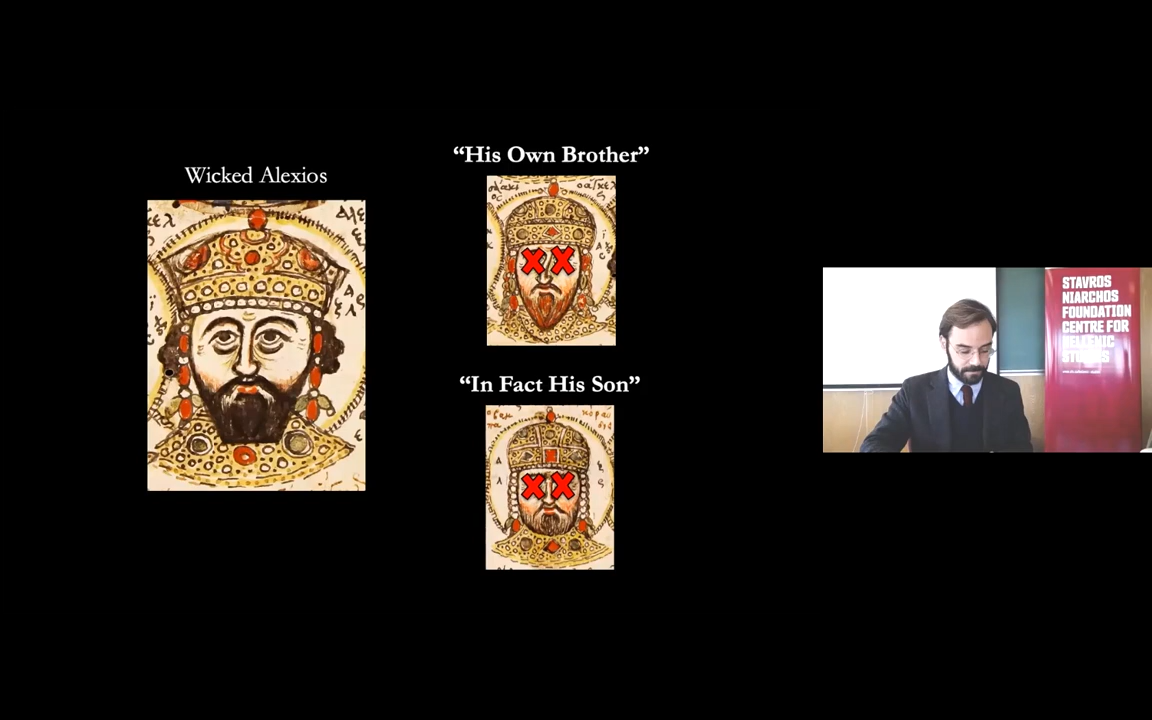 Wicked Alexios
“His Own Brother”
“In Fact His Son”
STAVROS
NIARCHOS
FOUNDATION
CENTRE FOR
HELLENIC
STUDIES